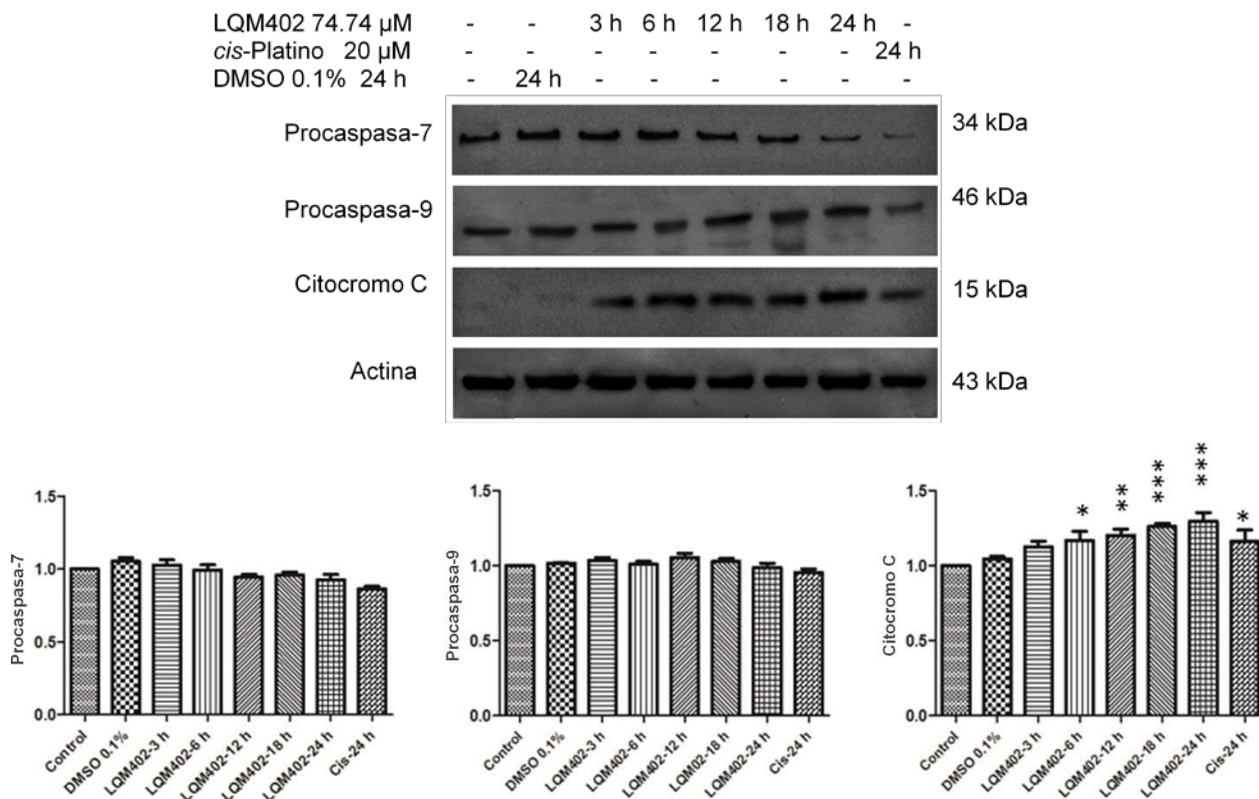 LQM402 74.74 µM - - 3 h 6 h 12 h 18 h 24 h -
cis-Platino 20 µM - - - - - - - 24 h
DMSO 0.1% 24 h - 24 h - - - - - -
Procaspasa-7 34 kDa
Procaspasa-9 46 kDa
Citocromo C 15 kDa
Actina 43 kDa
Procaspasa-7
1.5
1.0
0.5
0.0
Control
DMSO 0.1%
LQM402-3 h
LQM402-6 h
LQM402-12 h
LQM402-18 h
LQM402-24 h
Cis-24 h
Procaspasa-9
1.5
1.0
0.5
0.0
Control
DMSO 0.1%
LQM402-3 h
LQM402-6 h
LQM402-12 h
LQM02-18 h
LQM402-24 h
Cis-24 h
Citocromo C
1.5
1.0
0.5
0.0
*
**
***
***
*
Control
DMSO 0.1%
LQM402-3 h
LQM402-6 h
LQM402-12 h
LQM402-18 h
LQM402-24 h
Cis-24 h